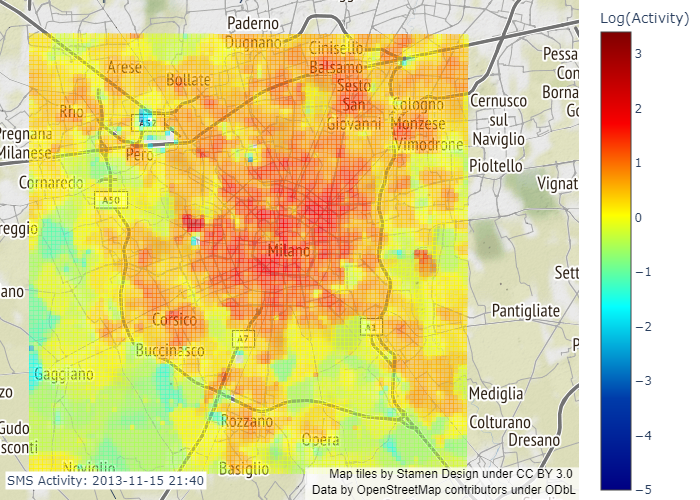 Paderno
Dugnano
Cinisello
Balsamo
Arese
Bollate
Sesto
San
Giovanni
Rho
A52
Cologno
Monzese
Vimodrone
Pero
Pregnana
Milanese
Cornaredo
A50
reggio
Milano
ano
Corsico
A7
A1
Buccinasco
Gaggiano
zo
Rozzano
Gudo
sconti
Opera
Noviglio
Basiglio
Pessa
Con
Borna
Go
Cernusco
sul
Naviglio
Pioltello
Vignat
Sett
Pantigliate
P
Mediglia
Colturano
Dresano
SMS Activity: 2013-11-15 21:40
Map tiles by Stamen Design under CC BY 3.0
Data by OpenStreetMap contributors under ODbL
Log(Activity)
3
2
1
0
−1
−2
−3
−4
−5